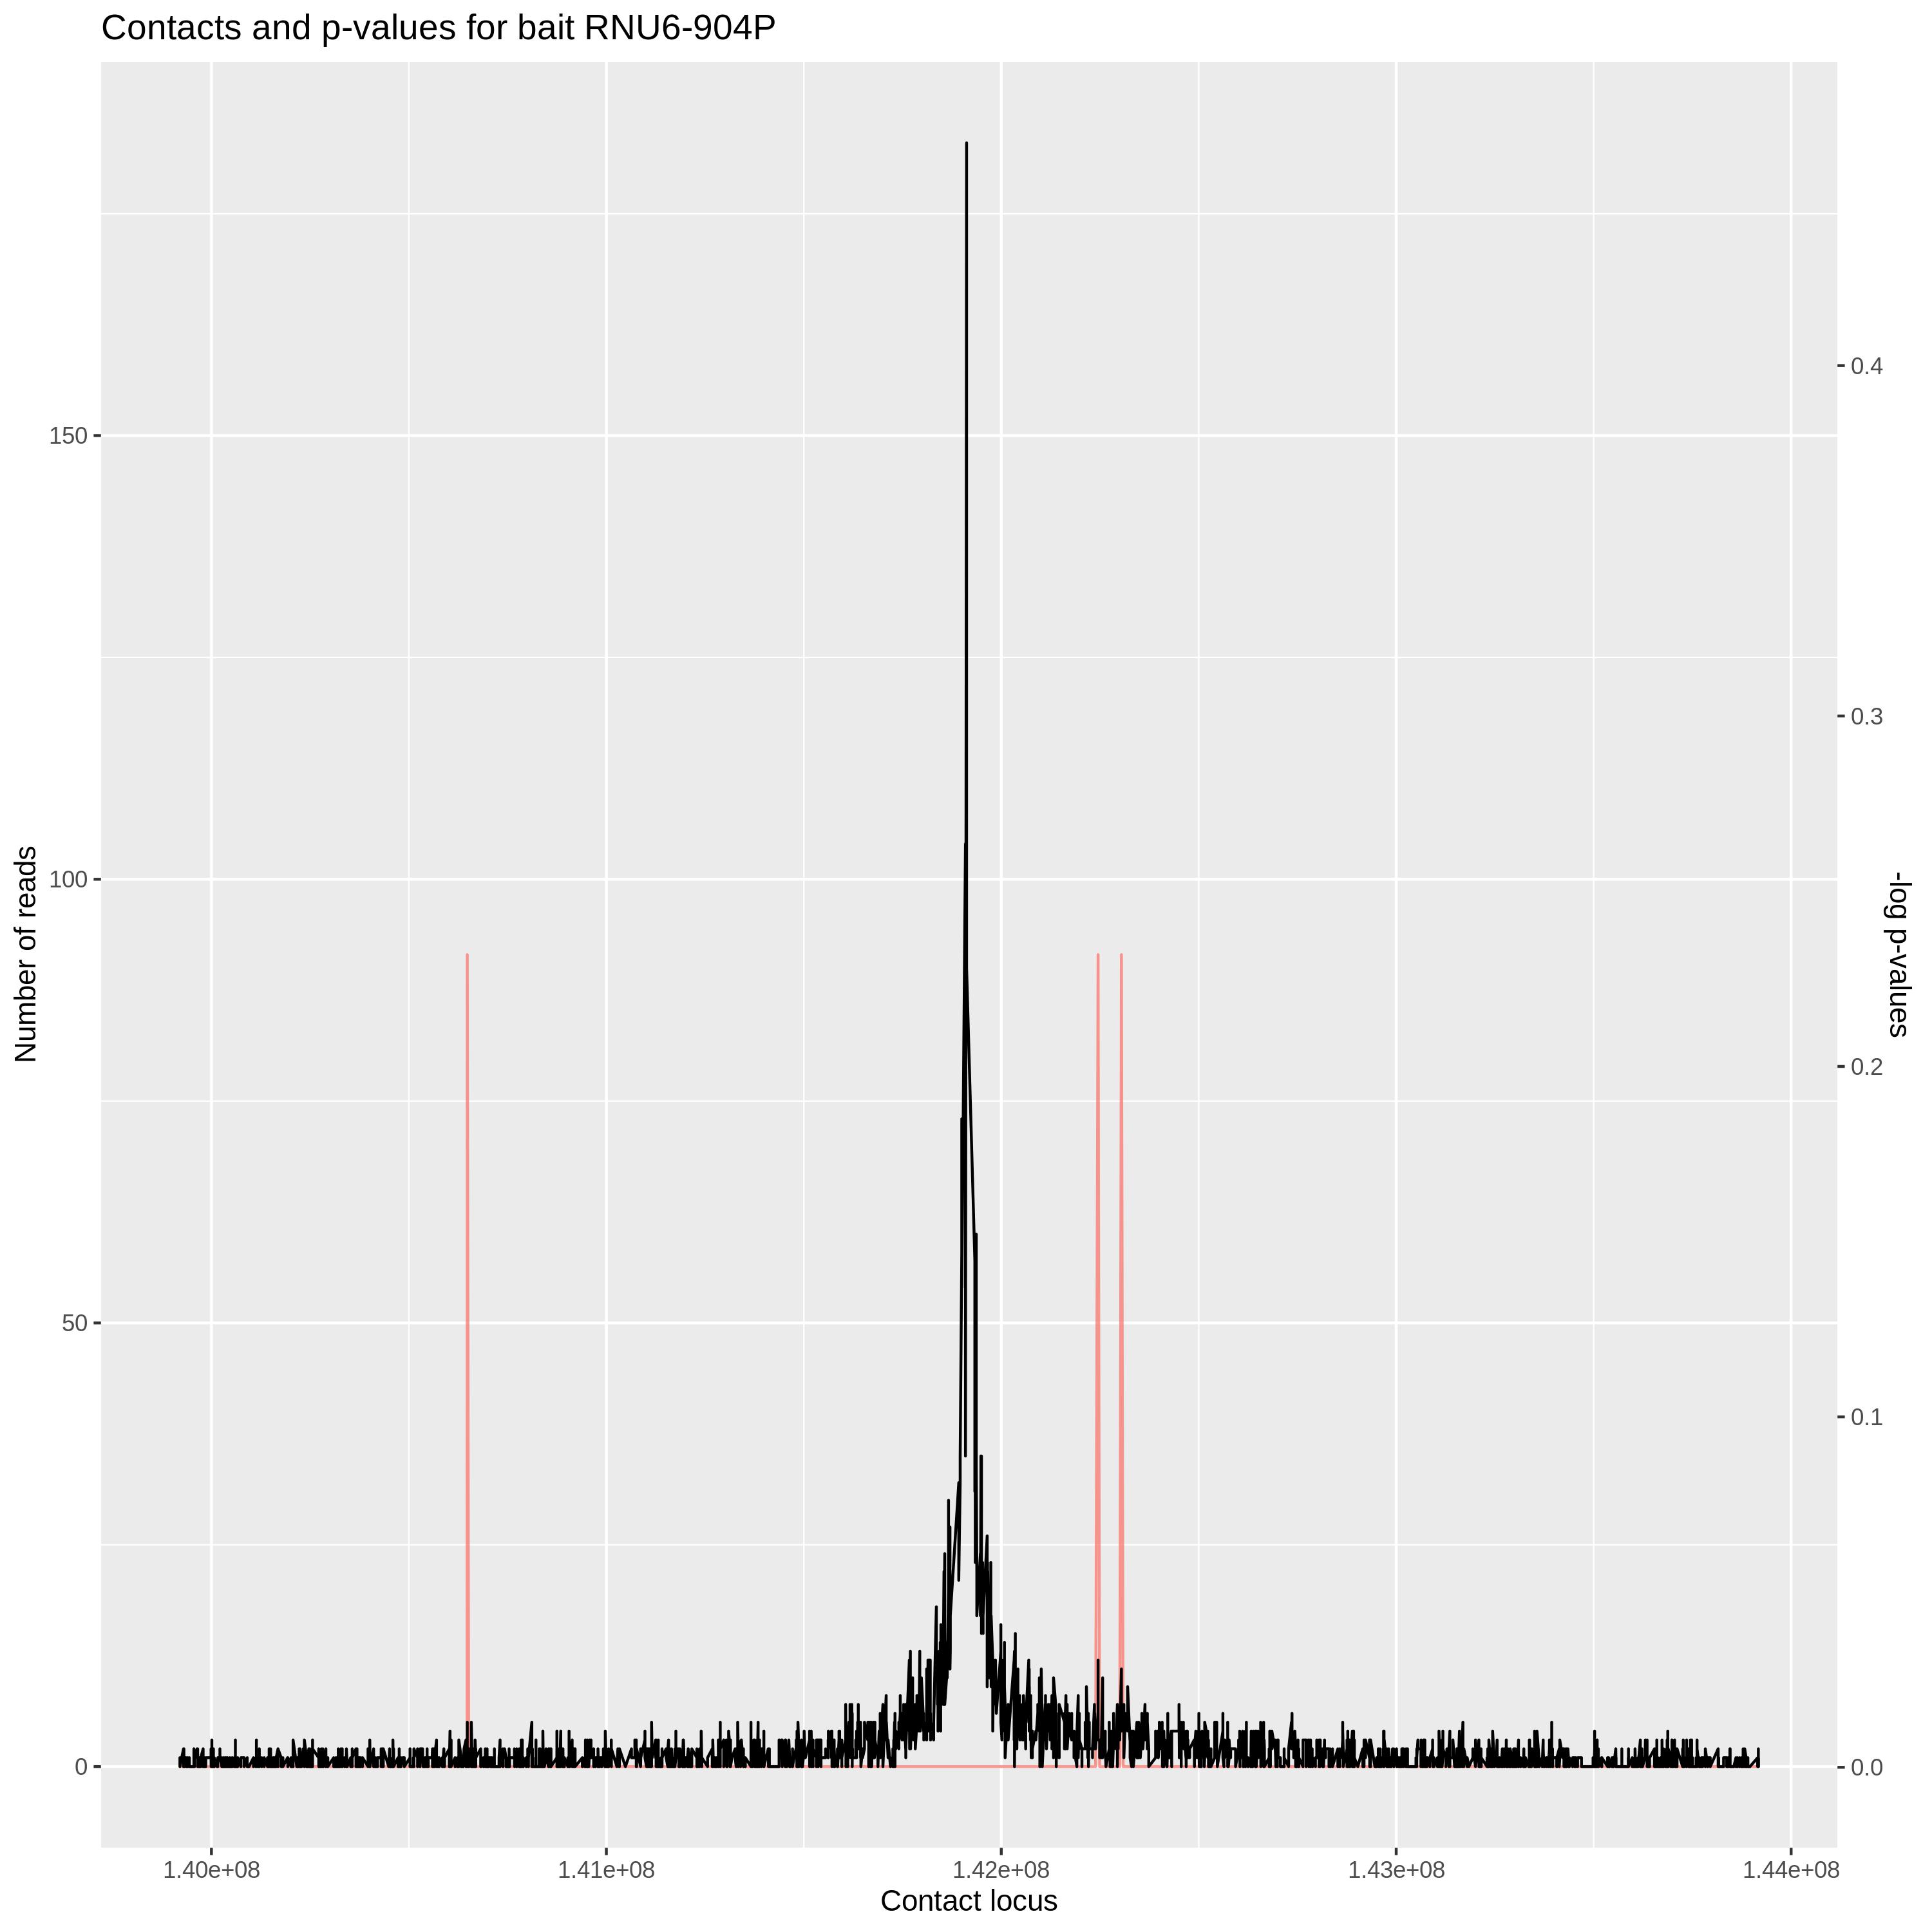 Contacts and p-values for bait RNU6-904P
Number of reads
150
100
50
0
0.4
0.3
0.2
0.1
0.0
-log p-values
1.40e+08
1.41e+08
1.42e+08
1.43e+08
1.44e+08
Contact locus